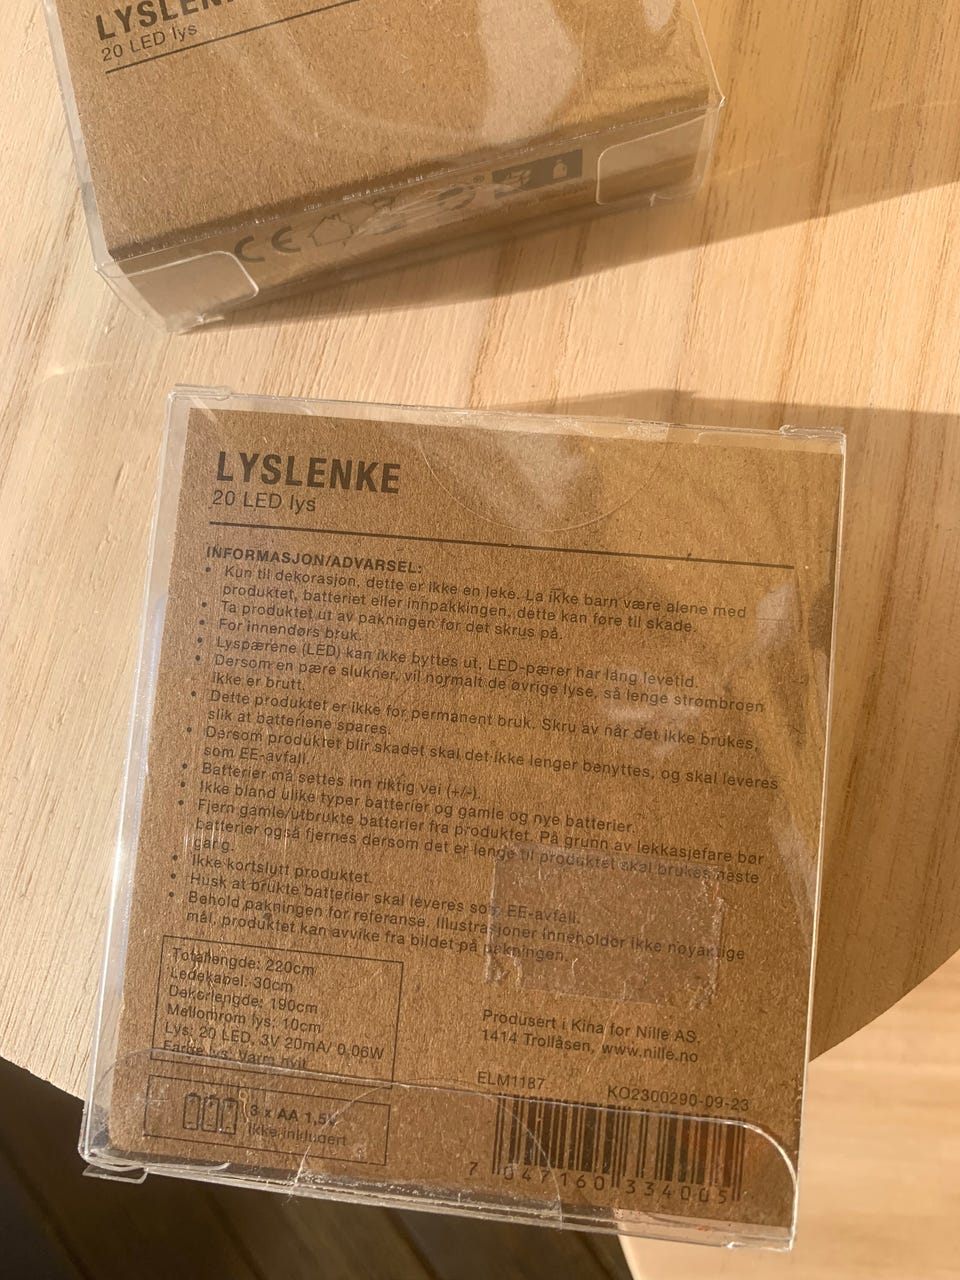 LYSLEN
20 LED lys
CE
LYSLENKE
20 LED lys
INFORMASJON/ADVARSEL:
• Kun til dekorasjon, dette er ikke en leke. La ikke barn være alene med
produktet, batteriet eller innpakkingen, dette kan føre til skade.
• Ta produktet ut av pakningen før det skrus på.
• For innendørs bruk.
• Lyspærene (LED) kan ikke byttes ut, LED-pærer har lang levetid.
• Dersom en pære slukner, vil normalt de øvrige lyse, så lenge strømbroen
ikke er brutt.
• Dette produktet er ikke for permanent bruk. Skru av når det ikke brukes,
slik at batteriene spares.
• Dersom produktet blir skadet skal det ikke lenger benyttes, og skal leveres
som EE-avfall.
• Batterier må settes inn riktig vei (+/-).
• Ikke bland ulike typer batterier og gamle og nye batterier.
• Fjern gamle/utbrukte batterier fra produktet. På grunn av lekkasjefare bør
batterier også fjernes dersom det er lenge til produktet skal brukes neste
gang.
• Ikke kortslutt produktet.
• Husk at brukte batterier skal leveres som EE-avfall.
• Behold pakningen for referanse. Illustrasjoner inneholder ikke nøyaktige
mål, produktet kan avvike fra bildet på pakningen.
Totallengde: 220cm
Ledekabel: 30cm
Dekorlengde: 190cm
Mellomrom lys: 10cm
Lys: 20 LED, 3V 20mA/ 0,06W
Farge lys: Varm hvit
3 x AA 1,5V
Ikke inkludert
Produsert i Kina for Nille AS,
1414 Trollåsen, www.nille.no
ELM1187 KO2300290-09-23
7 047160 334005